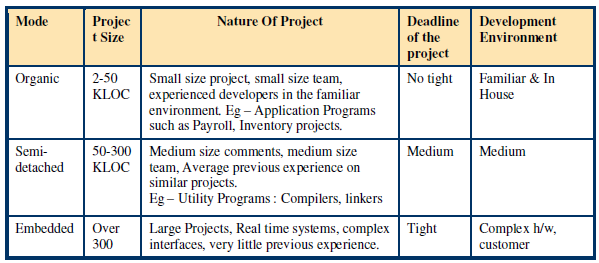 Mode
Projec
t Size
Nature Of Project
Deadline
of the
project
Development
Environment
Organic
2-50
KLOC
Small size project, small size team,
experienced developers in the familiar
environment. Eg – Application Programs
such as Payroll, Inventory projects.
No tight
Familiar & In
House
Semi-
detached
50-300
KLOC
Medium size comments, medium size
team, Average previous experience on
similar projects.
Eg – Utility Programs : Compilers, linkers
Medium
Medium
Embedded
Over
300
Large Projects, Real time systems, complex
interfaces, very little previous experience.
Tight
Complex h/w,
customer